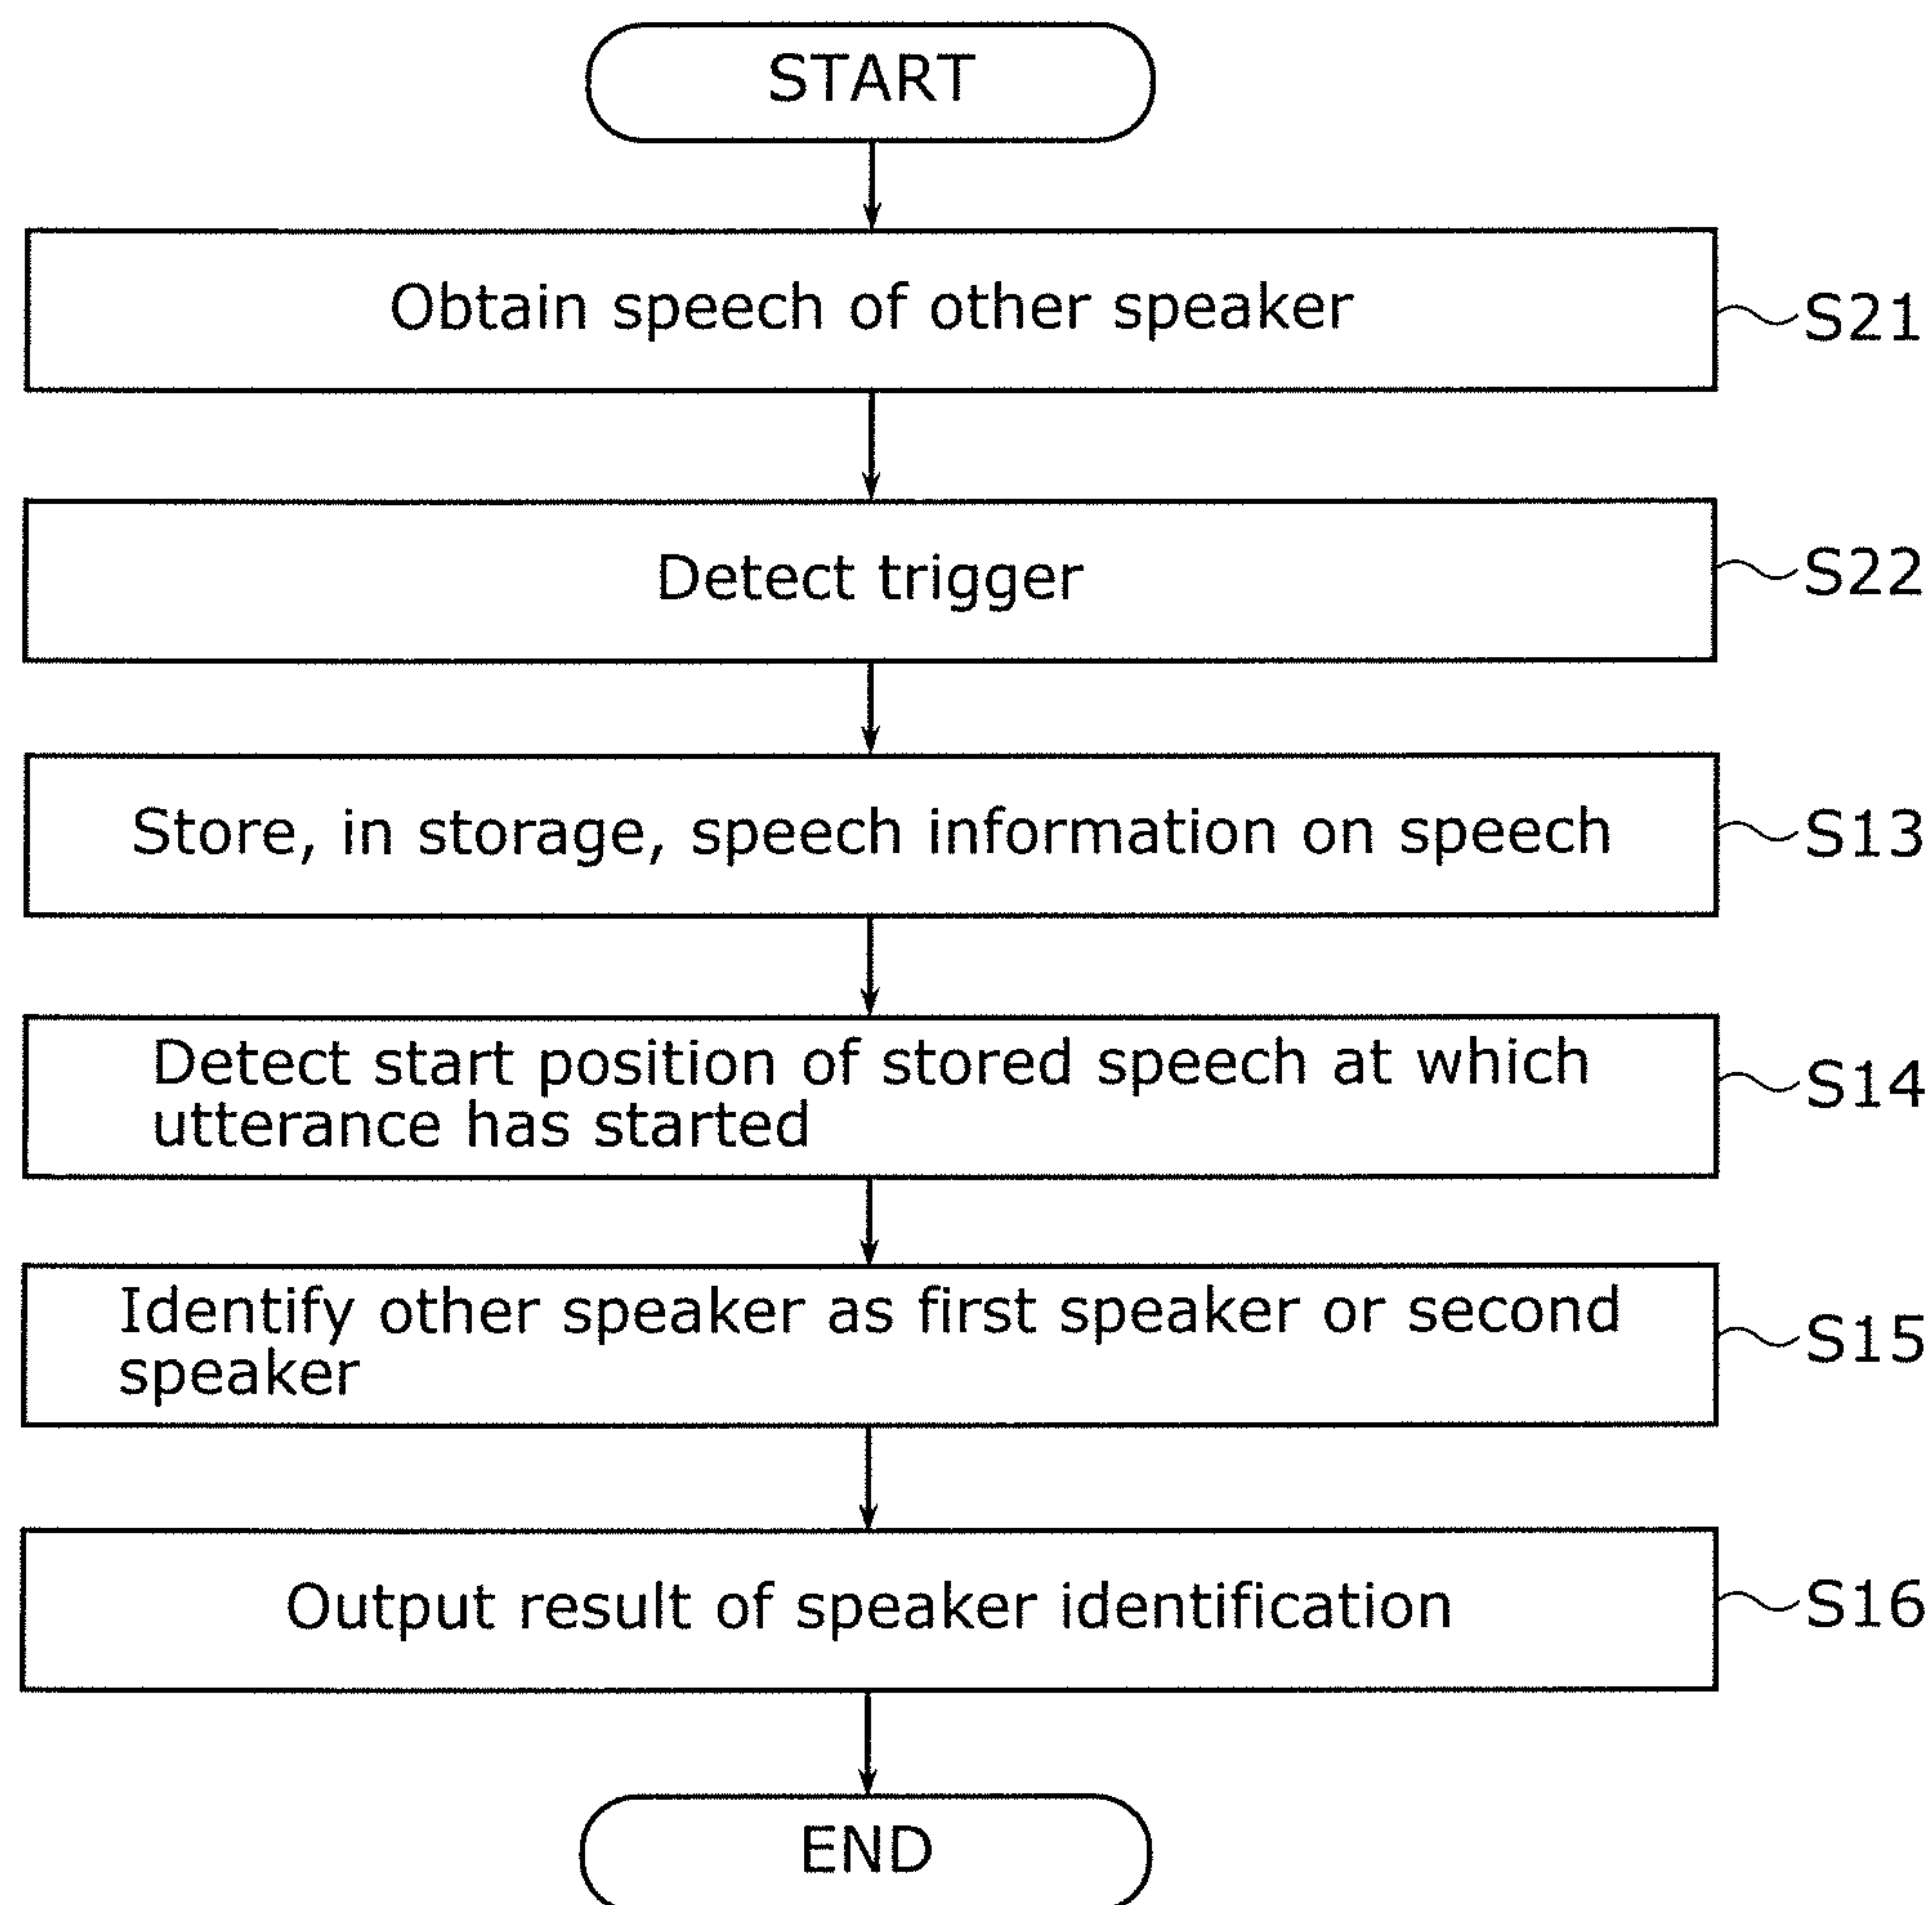 START
Obtain speech of other speaker
S21
Detect trigger
S22
Store, in storage, speech information on speech
S13
Detect start position of stored speech at which
utterance has started
S14
Identify other speaker as first speaker or second
speaker
S15
Output result of speaker identification
S16
END